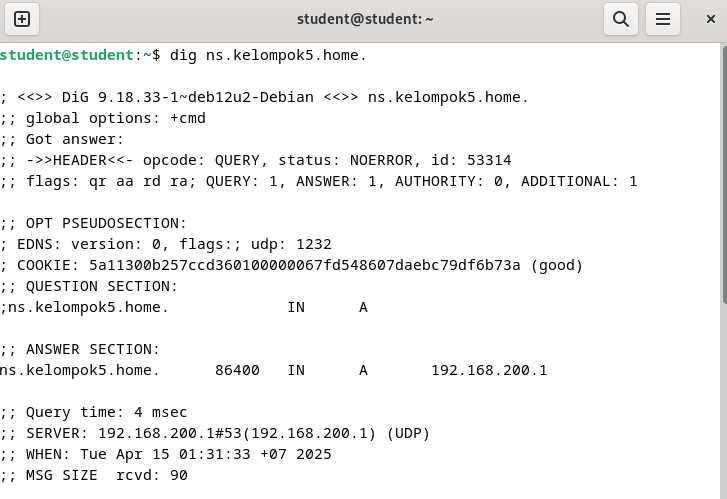 student@student: ~
student@student:~$ dig ns.kelompok5.home.
; <<>> DiG 9.18.33-1~deb12u2-Debian <<>> ns.kelompok5.home.
;; global options: +cmd
;; Got answer:
;; ->>HEADER<<- opcode: QUERY, status: NOERROR, id: 53314
;; flags: qr aa rd ra; QUERY: 1, ANSWER: 1, AUTHORITY: 0, ADDITIONAL: 1
;; OPT PSEUDOSECTION:
; EDNS: version: 0, flags:; udp: 1232
; COOKIE: 5a11300b257ccd360100000067fd548607daebc79df6b73a (good)
;; QUESTION SECTION:
;ns.kelompok5.home. IN A
;; ANSWER SECTION:
ns.kelompok5.home. 86400 IN A 192.168.200.1
;; Query time: 4 msec
;; SERVER: 192.168.200.1#53(192.168.200.1) (UDP)
;; WHEN: Tue Apr 15 01:31:33 +07 2025
;; MSG SIZE rcvd: 90